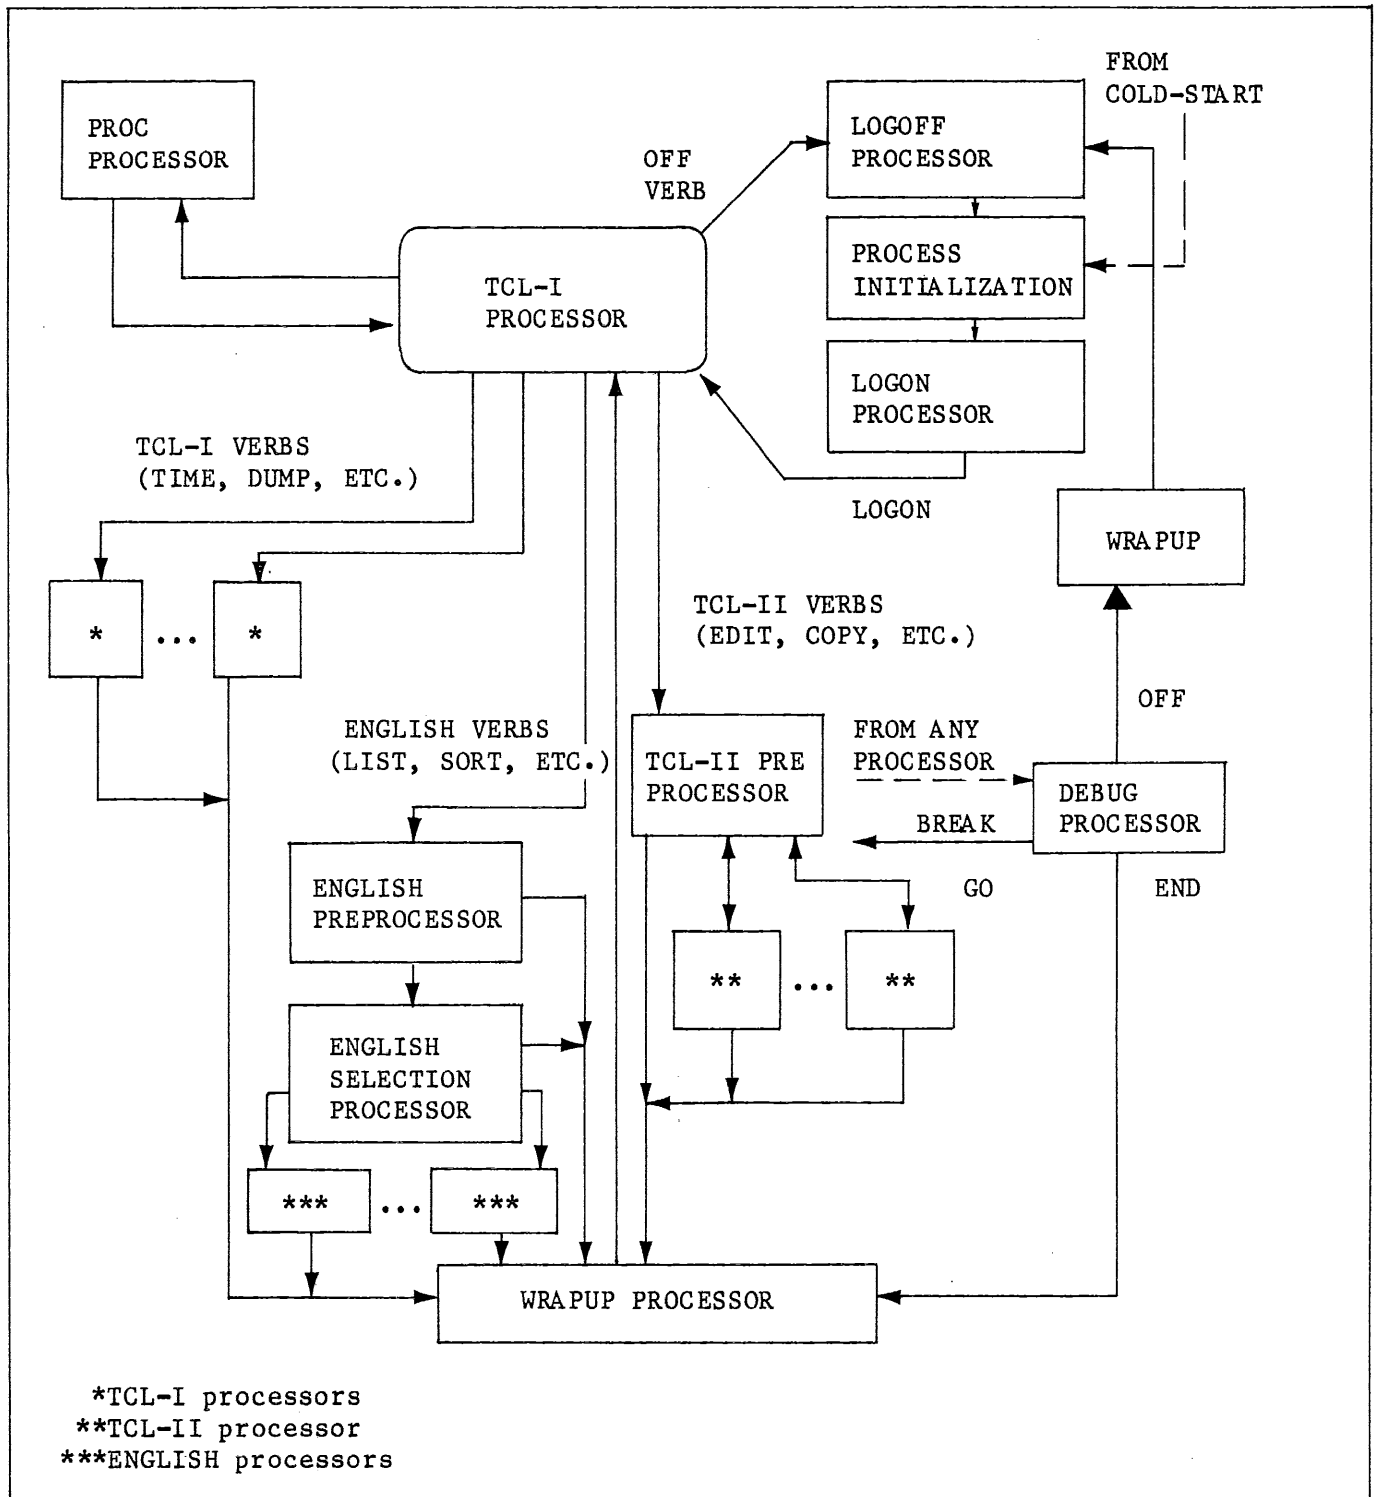 FROM
COLD-START
PROC
PROCESSOR
LOGOFF
PROCESSOR
OFF
VERB
PROCESS
INITIALIZATION
TCL-I
PROCESSOR
LOGON
PROCESSOR
TCL-I VERBS
(TIME, DUMP, ETC.)
LOGON
WRAPUP
* ... *
TCL-II VERBS
(EDIT, COPY, ETC.)
OFF
ENGLISH VERBS
(LIST, SORT, ETC.)
TCL-II PRE
PROCESSOR
FROM ANY
PROCESSOR
DEBUG
PROCESSOR
BREAK
GO
END
ENGLISH
PREPROCESSOR
** ... **
ENGLISH
SELECTION
PROCESSOR
*** ... ***
WRAPUP PROCESSOR
*TCL-I processors
**TCL-II processor
***ENGLISH processors